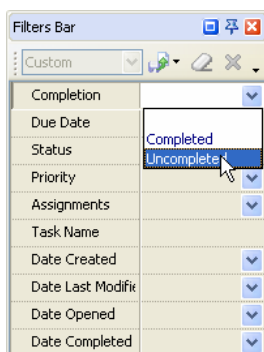 Filters Bar
Custom
Completion
Due Date
Completed
Status
Uncompleted
Priority
Assignments
Task Name
Date Created
Date Last Modifie
Date Opened
Date Completed